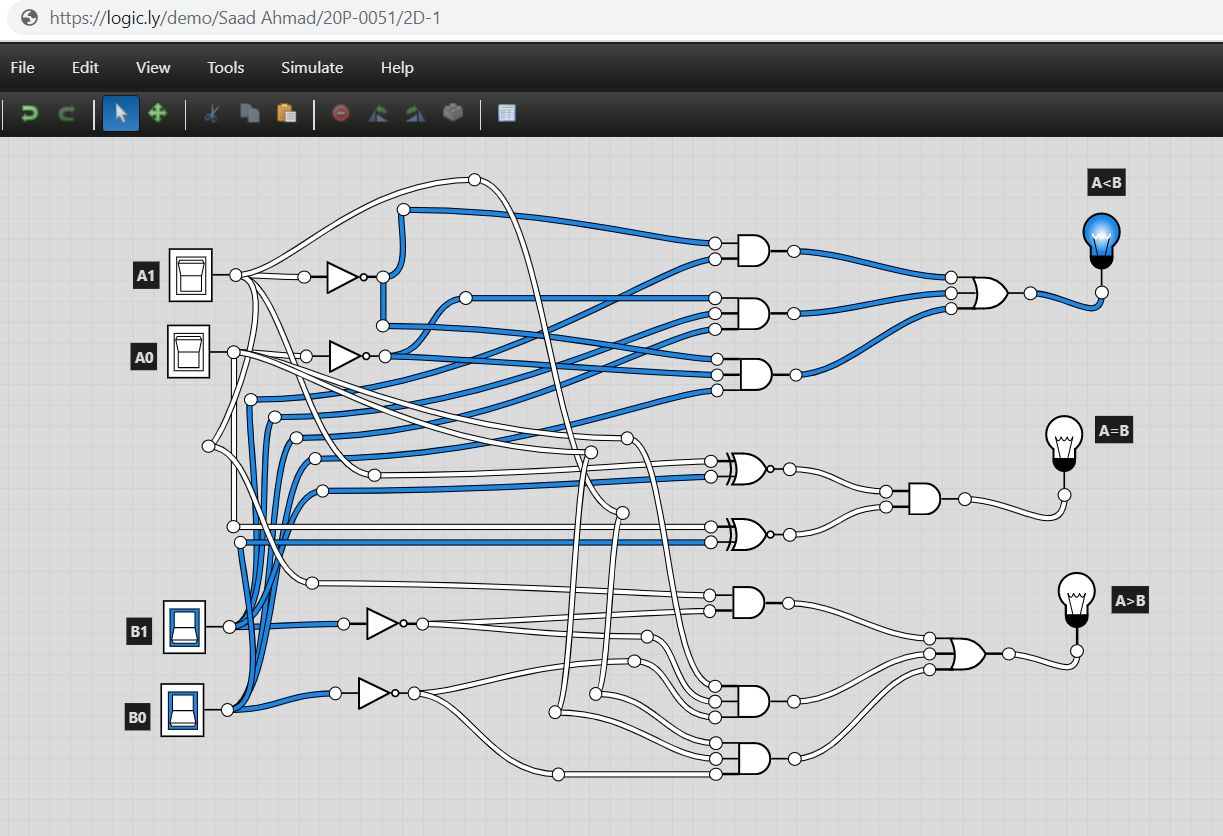 https://logic.ly/demo/Saad Ahmad/20P-0051/2D-1
File Edit View Tools Simulate Help
A<B
A1
A0
A=B
A>B
B1
B0